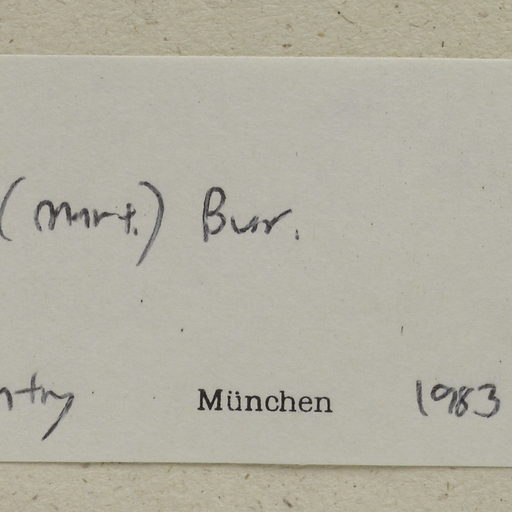 (Mart.) Burr.
München 1983